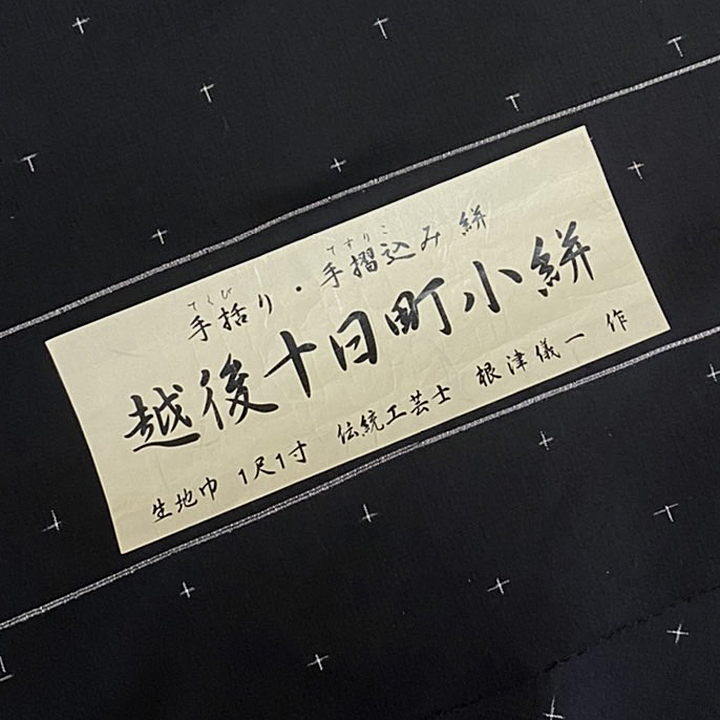 てくび てすりこ
手括り・手摺込み絣
越後十日町小絣
生地巾 1尺1寸 伝統工芸士 根津儀一 作